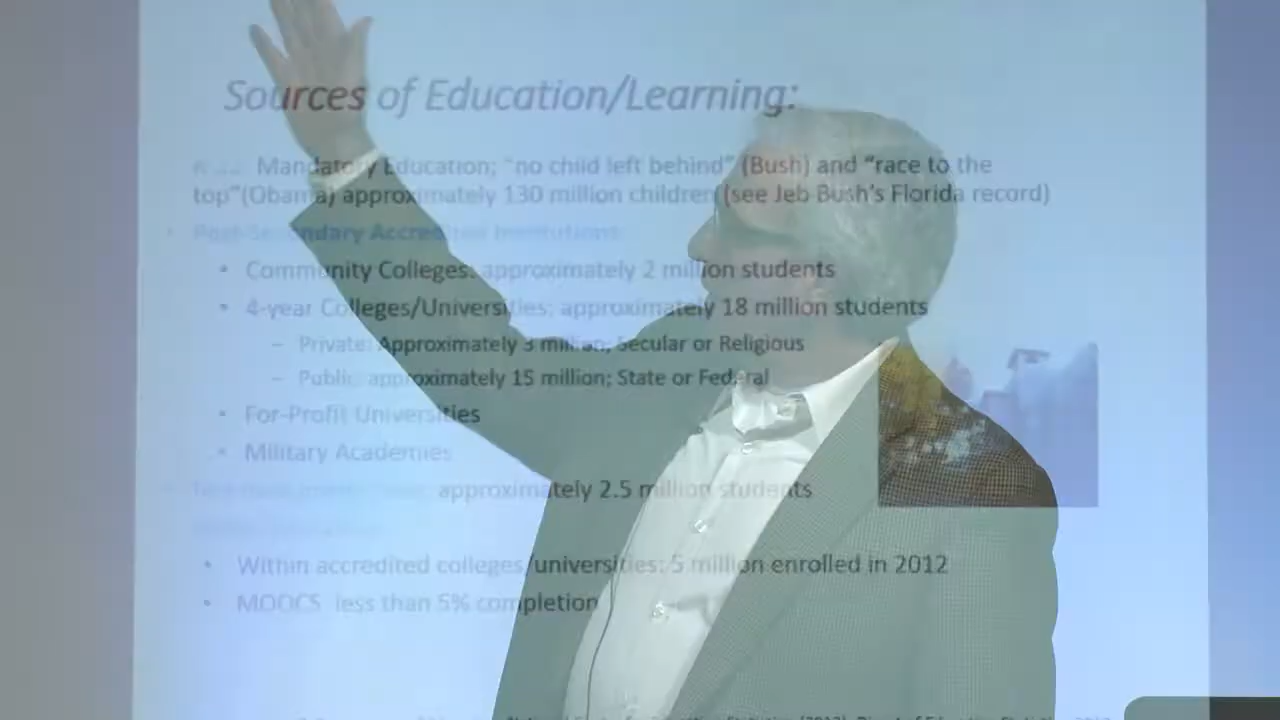 Sources of Education/Learning:
Mandatory Education; "no child left behind" (Bush) and "race to the
top"(Obama) approximately 130 million children (see Jeb Bush's Florida record)
• Post-Secondary Accredited Institutions
• Community Colleges: approximately 2 million students
• 4-year Colleges/Universities: approximately 18 million students
– Private: Approximately 3 million; Secular or Religious
– Public: approximately 15 million; State or Federal
• For-Profit Universities
• Military Academies
approximately 2.5 million students
• Within accredited colleges/universities: 5 million enrolled in 2012
• MOOCS less than 5% completion